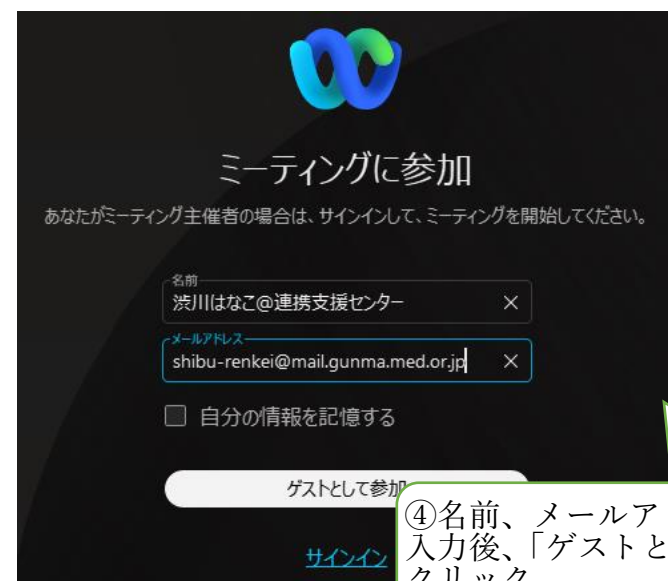 ミーティングに参加
あなたがミーティング主催者の場合は、サインインして、ミーティングを開始してください。
名前
渋川はなこ@連携支援センター
メールアドレス
shibu-renkei@mail.gunma.med.or.jp
自分の情報を記憶する
ゲストとして参加
サインイン
④名前、メールア
入力後、「ゲストと
クリック